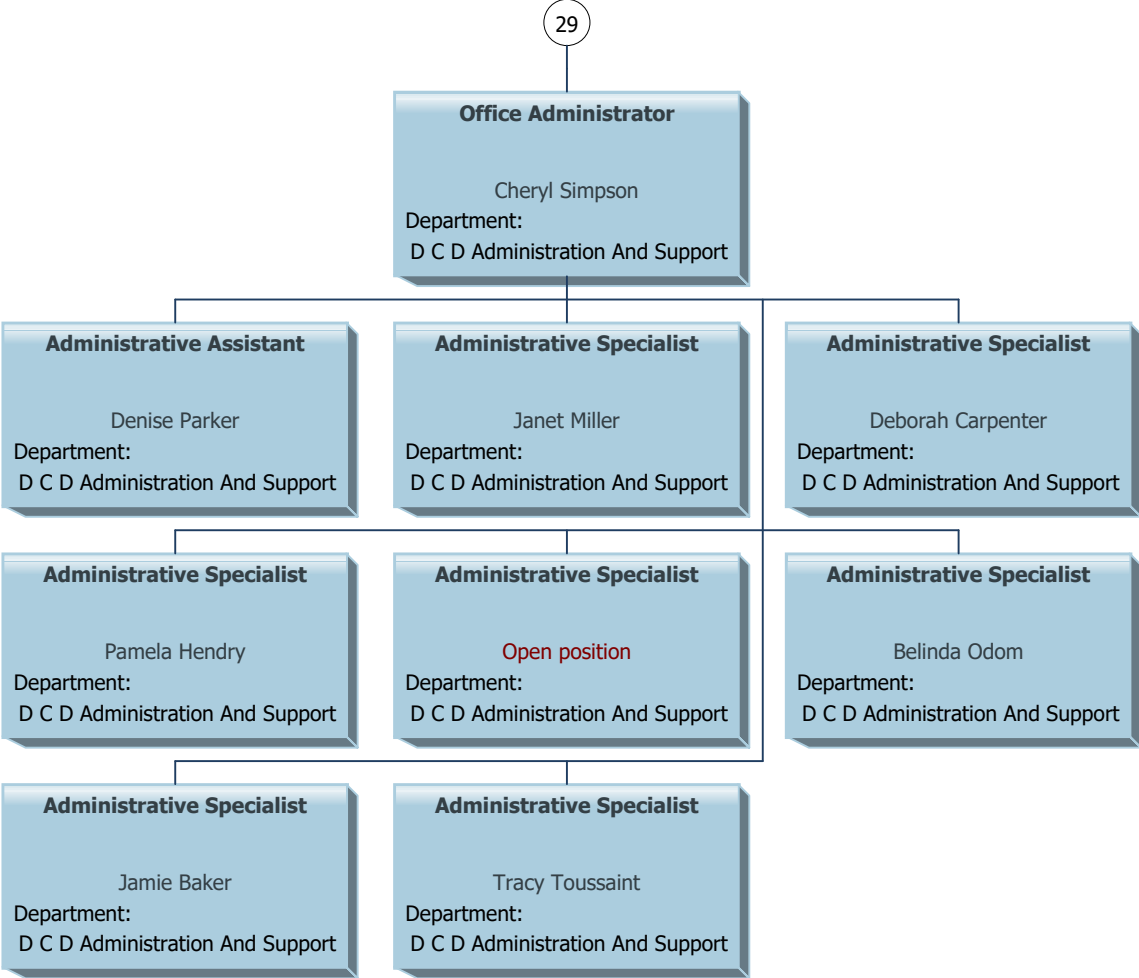 29
Office Administrator
Cheryl Simpson
Department:
D C D Administration And Support
Administrative Assistant
Denise Parker
Department:
D C D Administration And Support
Administrative Specialist
Janet Miller
Department:
D C D Administration And Support
Administrative Specialist
Deborah Carpenter
Department:
D C D Administration And Support
Administrative Specialist
Pamela Hendry
Department:
D C D Administration And Support
Administrative Specialist
Open position
Department:
D C D Administration And Support
Administrative Specialist
Belinda Odom
Department:
D C D Administration And Support
Administrative Specialist
Jamie Baker
Department:
D C D Administration And Support
Administrative Specialist
Tracy Toussaint
Department:
D C D Administration And Support